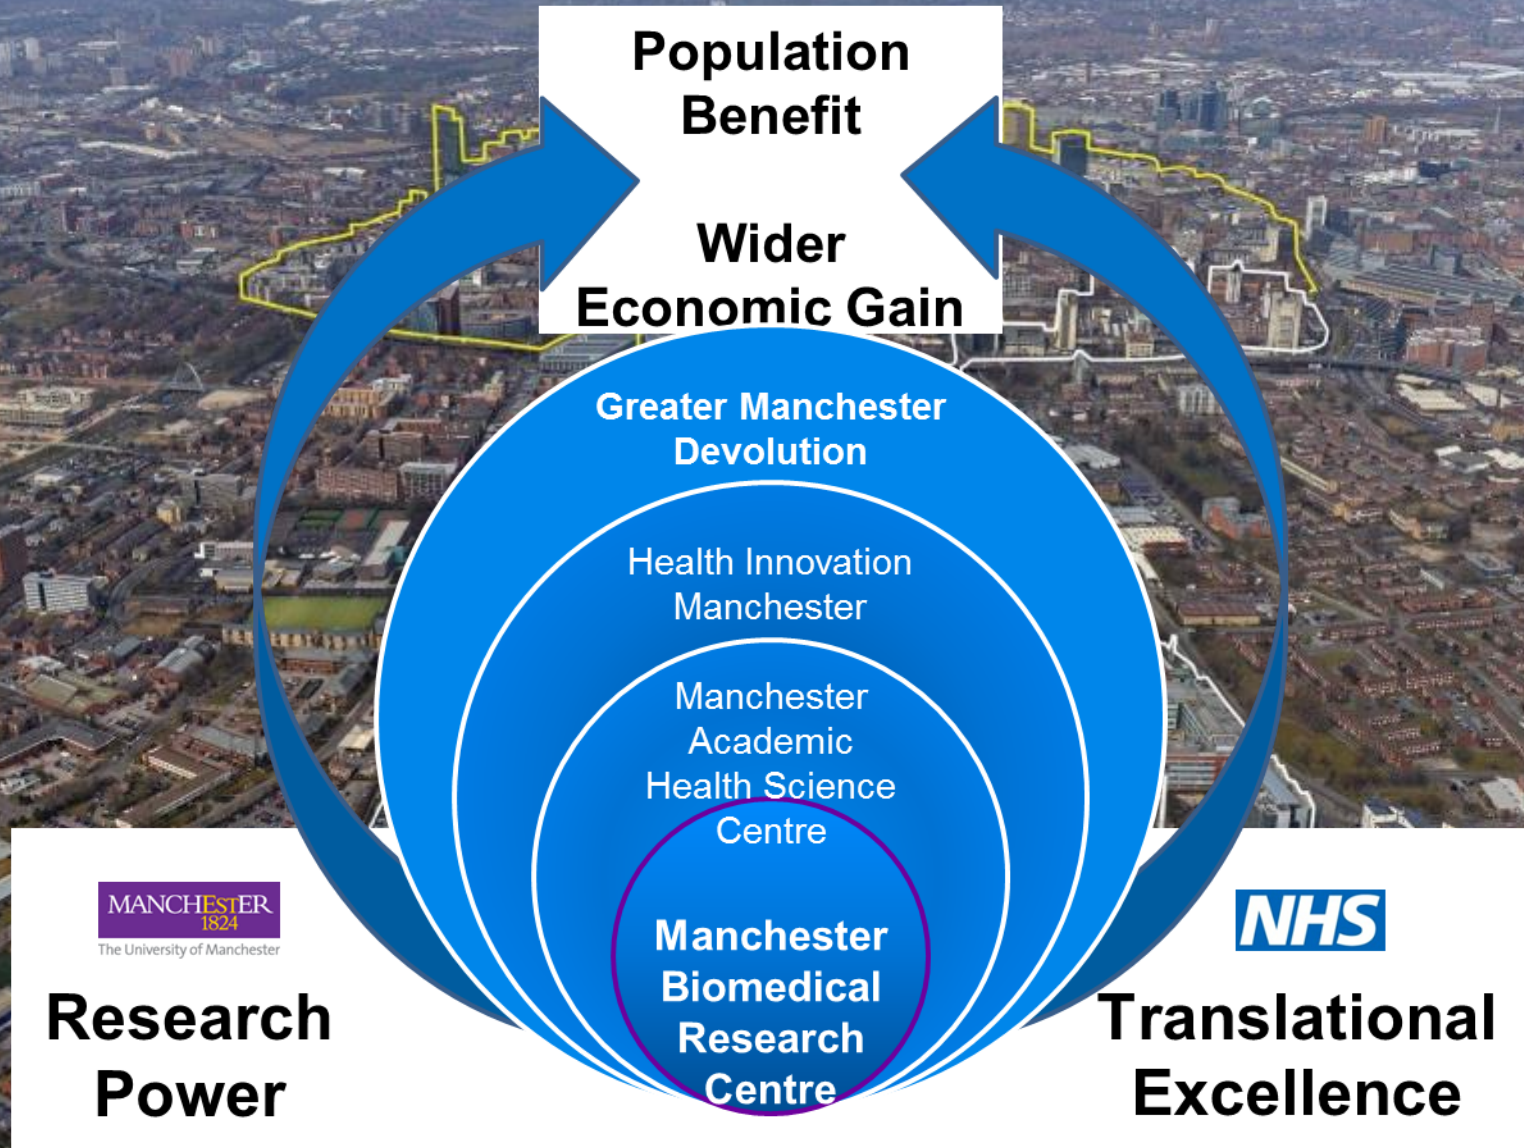 Population
Benefit
Wider
Economic Gain
Greater Manchester
Devolution
Health Innovation
Manchester
Manchester
Academic
Health Science
Centre
Manchester
Biomedical
Research
Centre
MANCHESTER
1824
The University of Manchester
Research
Power
NHS
Translational
Excellence